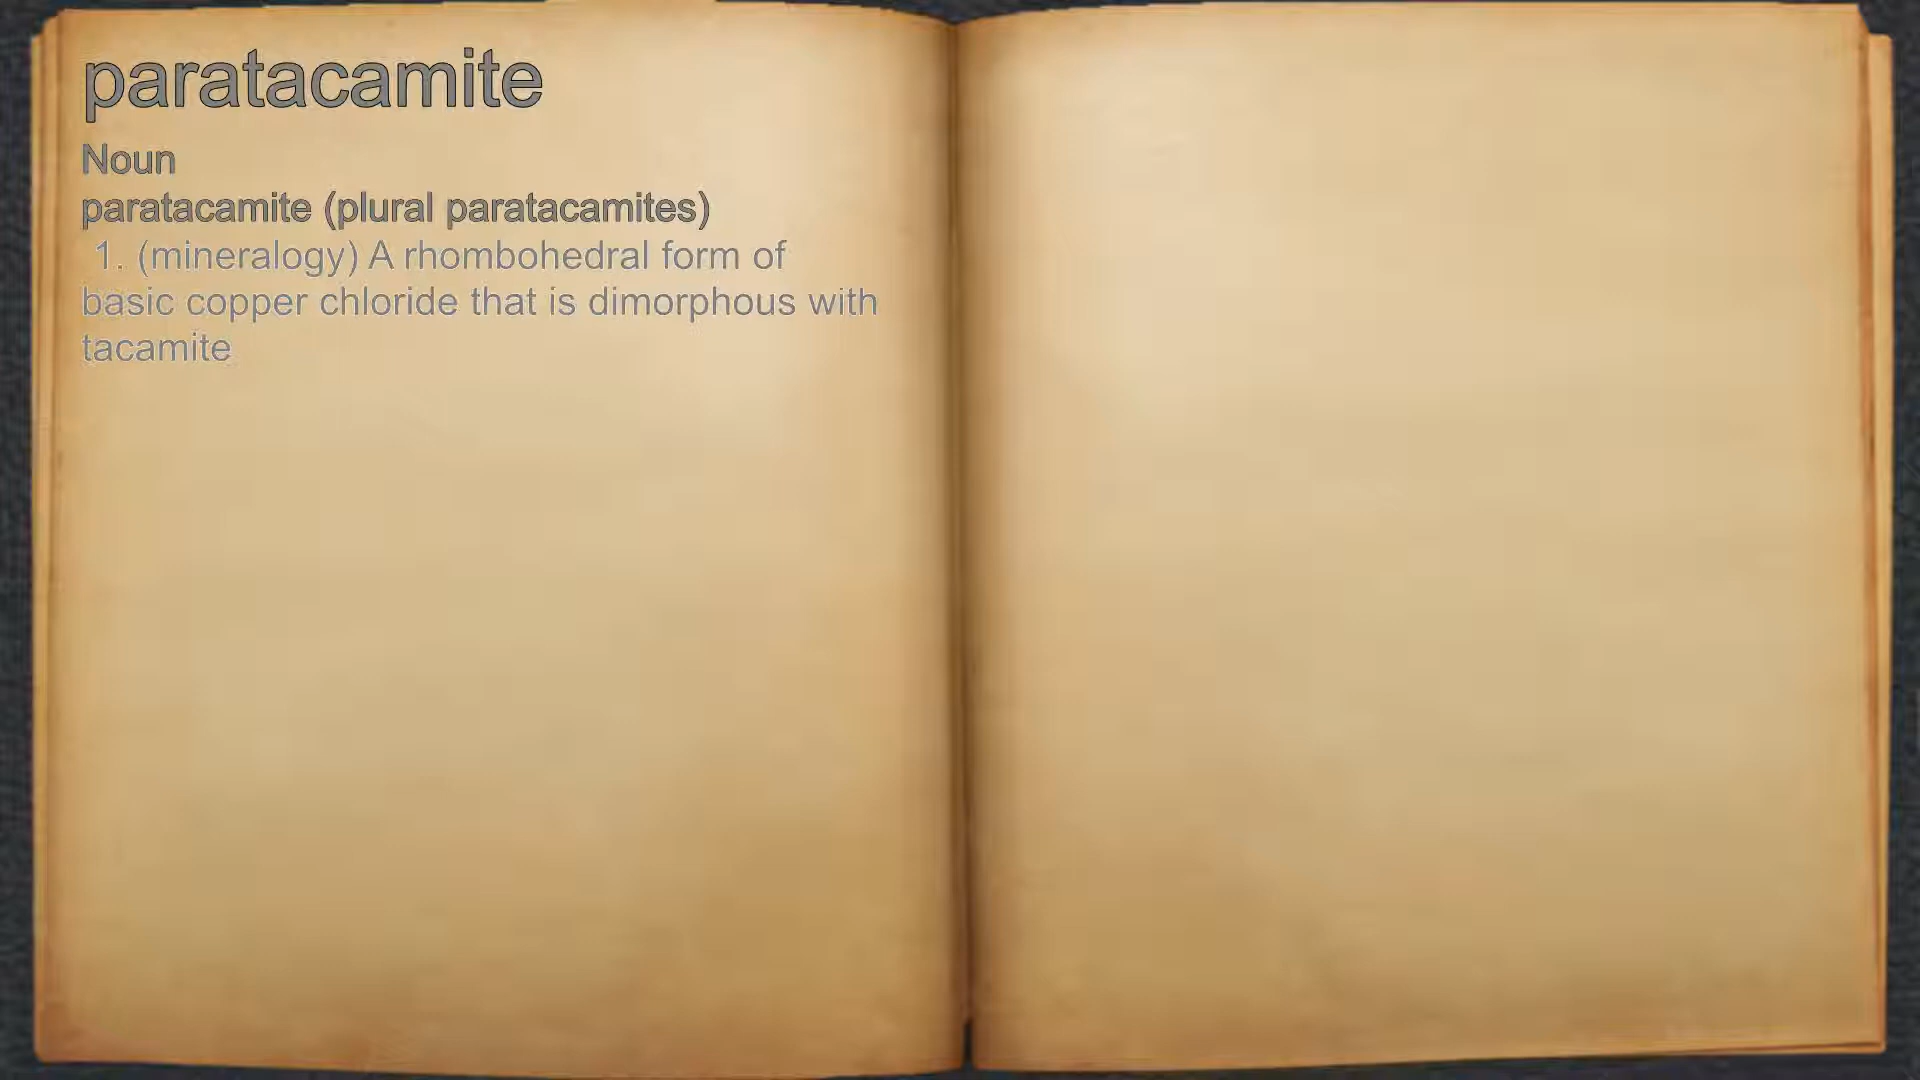 paratacamite
Noun
paratacamite (plural paratacamites)
1. (mineralogy) A rhombohedral form of
basic copper chloride that is dimorphous with
tacamite